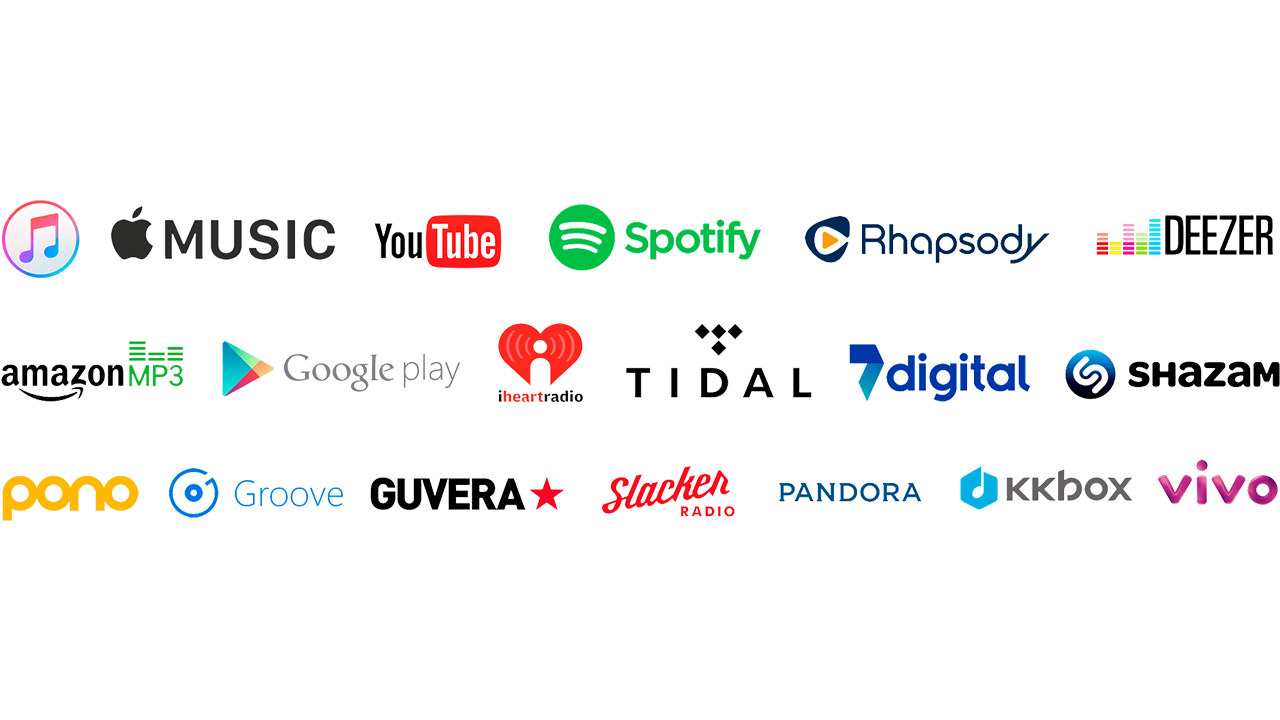 MUSIC YouTube Spotify Rhapsody DEEZER
amazonMP3 Google play iheartradio TIDAL 7digital SHAZAM
pono Groove GUVERA Slacker RADIO PANDORA KKBOX vivo